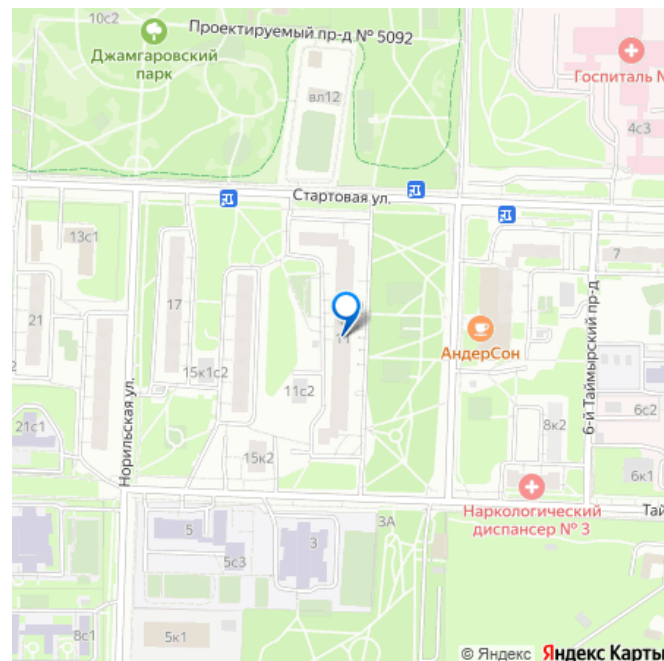 10с2
Проектируемый пр-д № 5092
Джамгаровский
парк
Госпиталь №
вл12
4с3
Стартовая ул.
13с1
7
17
21
11
АндерСон
6-й Таймырский пр-д
15к1с2
11с2
6с2
Норильская ул.
21с1
8к2
15к2
6к1
Наркологический
диспансер № 3
Тай
3А
5
3
5с3
8с1
5к1
© Яндекс Яндекс Карты